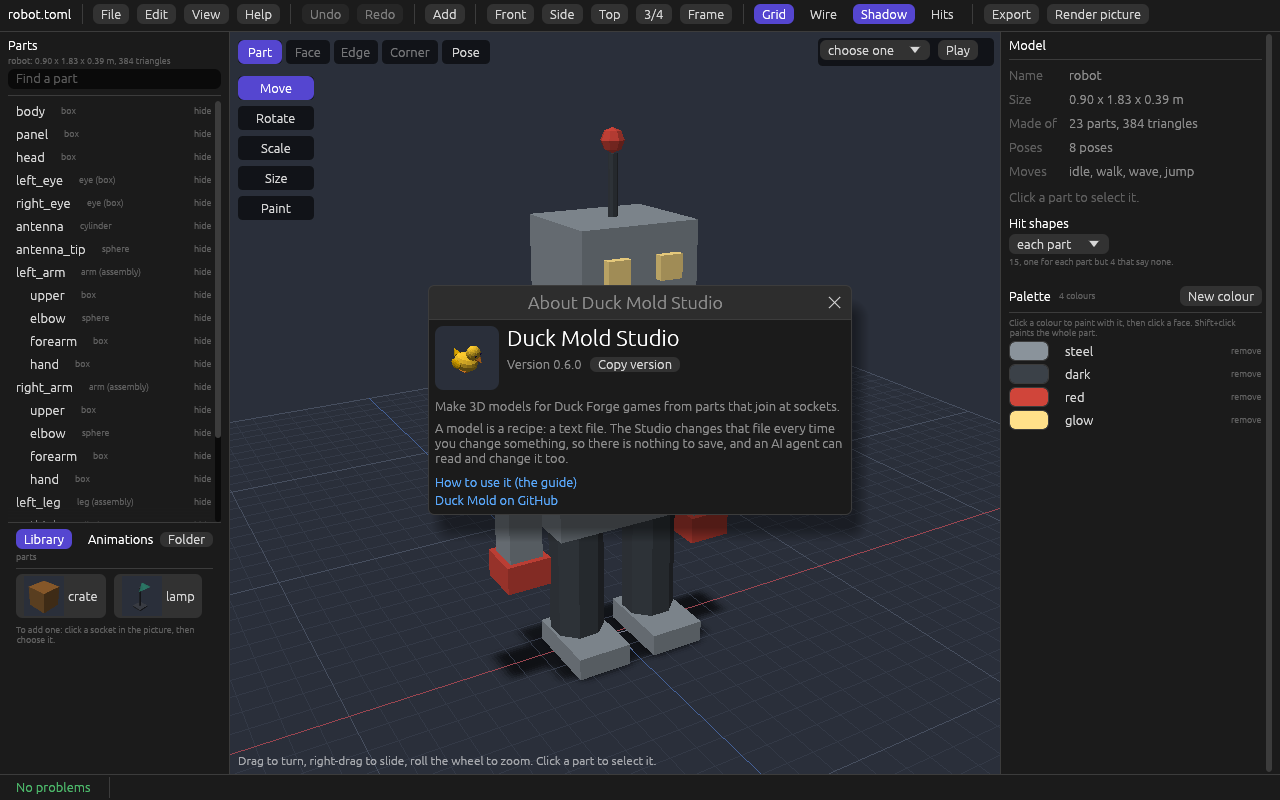 robot.toml File Edit View Help Undo Redo Add Front Side Top 3/4 Frame Grid Wire Shadow Hits Export Render picture
Parts
robot: 0.90 x 1.83 x 0.39 m, 384 triangles
Find a part
body box hide
panel box hide
head box hide
left_eye eye (box) hide
right_eye eye (box) hide
antenna cylinder hide
antenna_tip sphere hide
left_arm arm (assembly) hide
upper box hide
elbow sphere hide
forearm box hide
hand box hide
right_arm arm (assembly) hide
upper box hide
elbow sphere hide
forearm box hide
hand box hide
left_leg leg (assembly) hide
Library Animations Folder
parts
crate lamp
To add one: click a socket in the picture, then
choose it.
Part Face Edge Corner Pose
Move
Rotate
Scale
Size
Paint
choose one Play
About Duck Mold Studio
Duck Mold Studio
Version 0.6.0 Copy version
Make 3D models for Duck Forge games from parts that join at sockets.
A model is a recipe: a text file. The Studio changes that file every time
you change something, so there is nothing to save, and an AI agent can
read and change it too.
How to use it (the guide)
Duck Mold on GitHub
Drag to turn, right-drag to slide, roll the wheel to zoom. Click a part to select it.
Model
Name robot
Size 0.90 x 1.83 x 0.39 m
Made of 23 parts, 384 triangles
Poses 8 poses
Moves idle, walk, wave, jump
Click a part to select it.
Hit shapes
each part
15, one for each part but 4 that say none.
Palette 4 colours New colour
Click a colour to paint with it, then click a face. Shift+click
paints the whole part.
steel remove
dark remove
red remove
glow remove
No problems